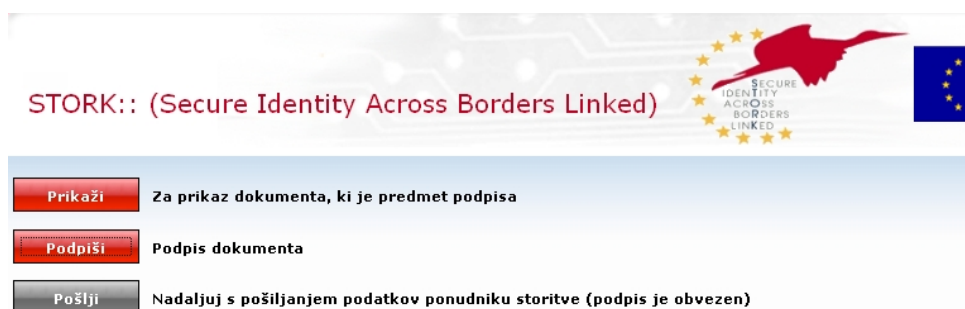 STORK:: (Secure Identity Across Borders Linked)
SECURE
IDENTITY
ACROSS
BORDERS
LINKED
Prikaži Za prikaz dokumenta, ki je predmet podpisa
Podpiši Podpis dokumenta
Pošlji Nadaljuj s pošiljanjem podatkov ponudniku storitve (podpis je obvezen)